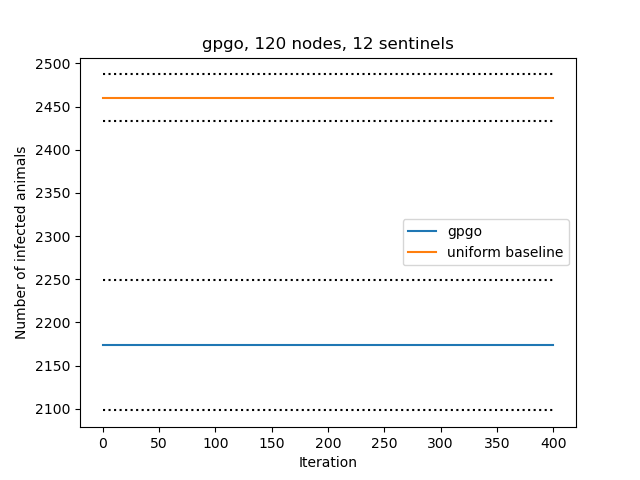 gpgo, 120 nodes, 12 sentinels
2500
2450
2400
2350
2300
2250
2200
2150
2100
Number of infected animals
gpgo
uniform baseline
0 50 100 150 200 250 300 350 400
Iteration